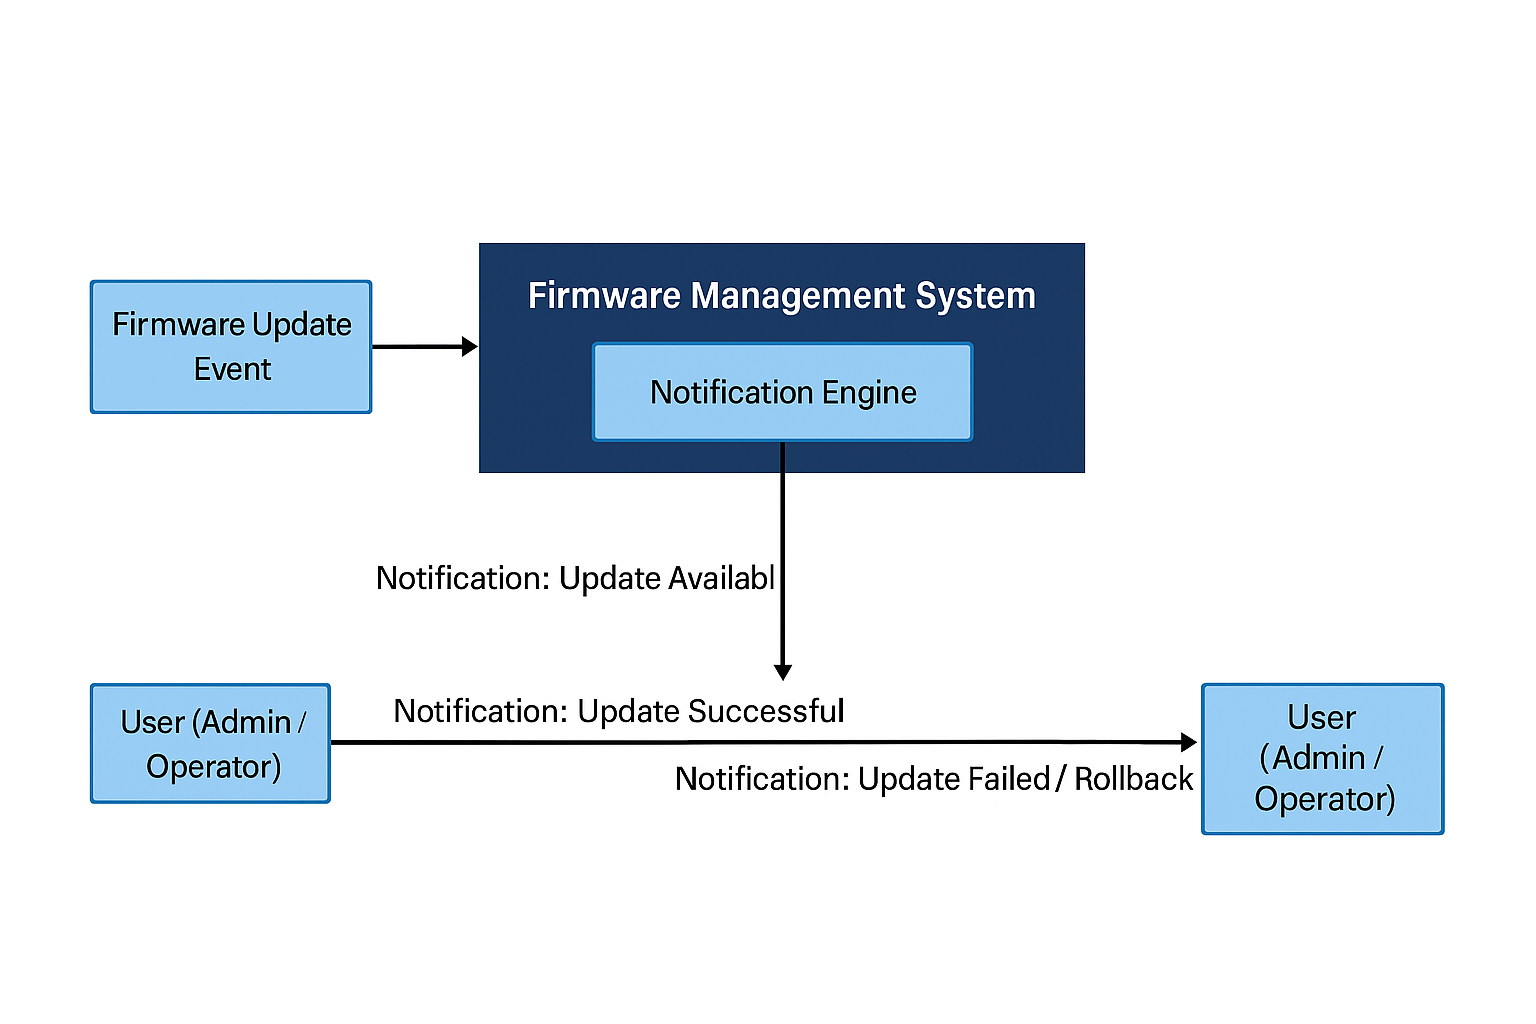 Firmware Update
Event
Firmware Management System
Notification Engine
Notification: Update Availabl
User (Admin /
Operator)
Notification: Update Successful
Notification: Update Failed / Rollback
User
(Admin /
Operator)